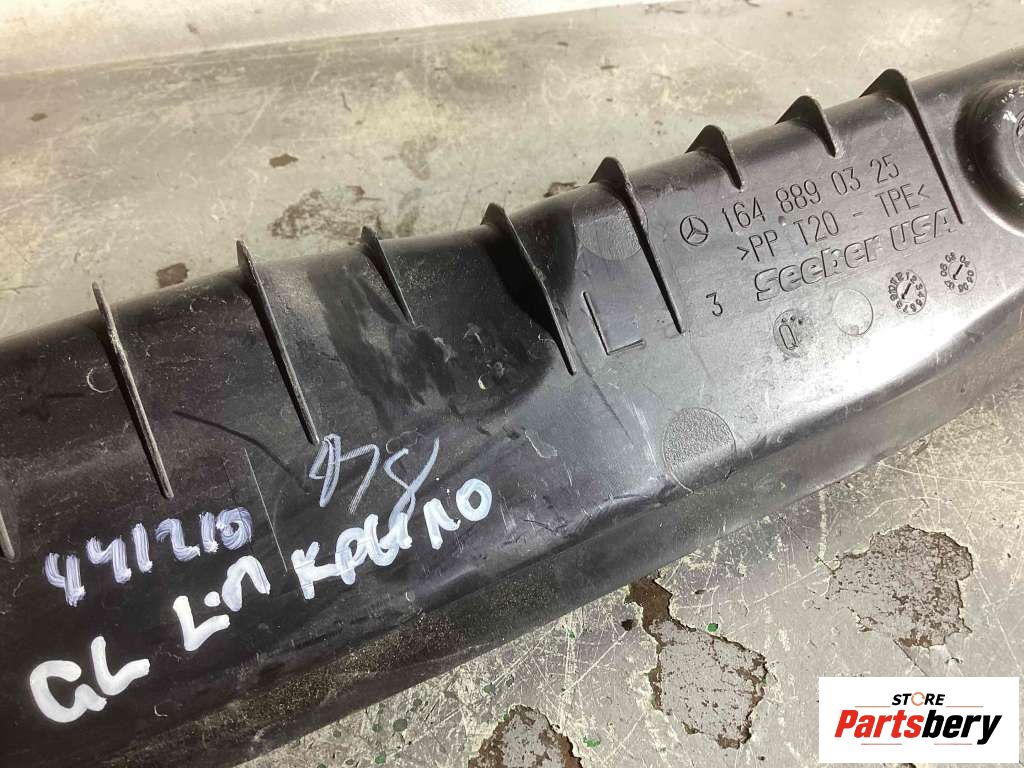 164 889 03 25
>PP T20 - TPE<
Seeber USA
3
L
441210
GL L.П КРЫЛО
STORE
Partsbery